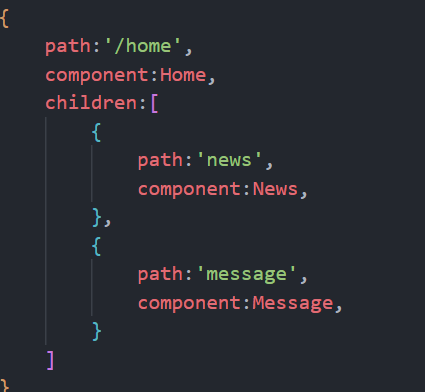 {
    path:'/home',
    component:Home,
    children:[
        {
            path:'news',
            component:News,
        },
        {
            path:'message',
            component:Message,
        }
    ]
}